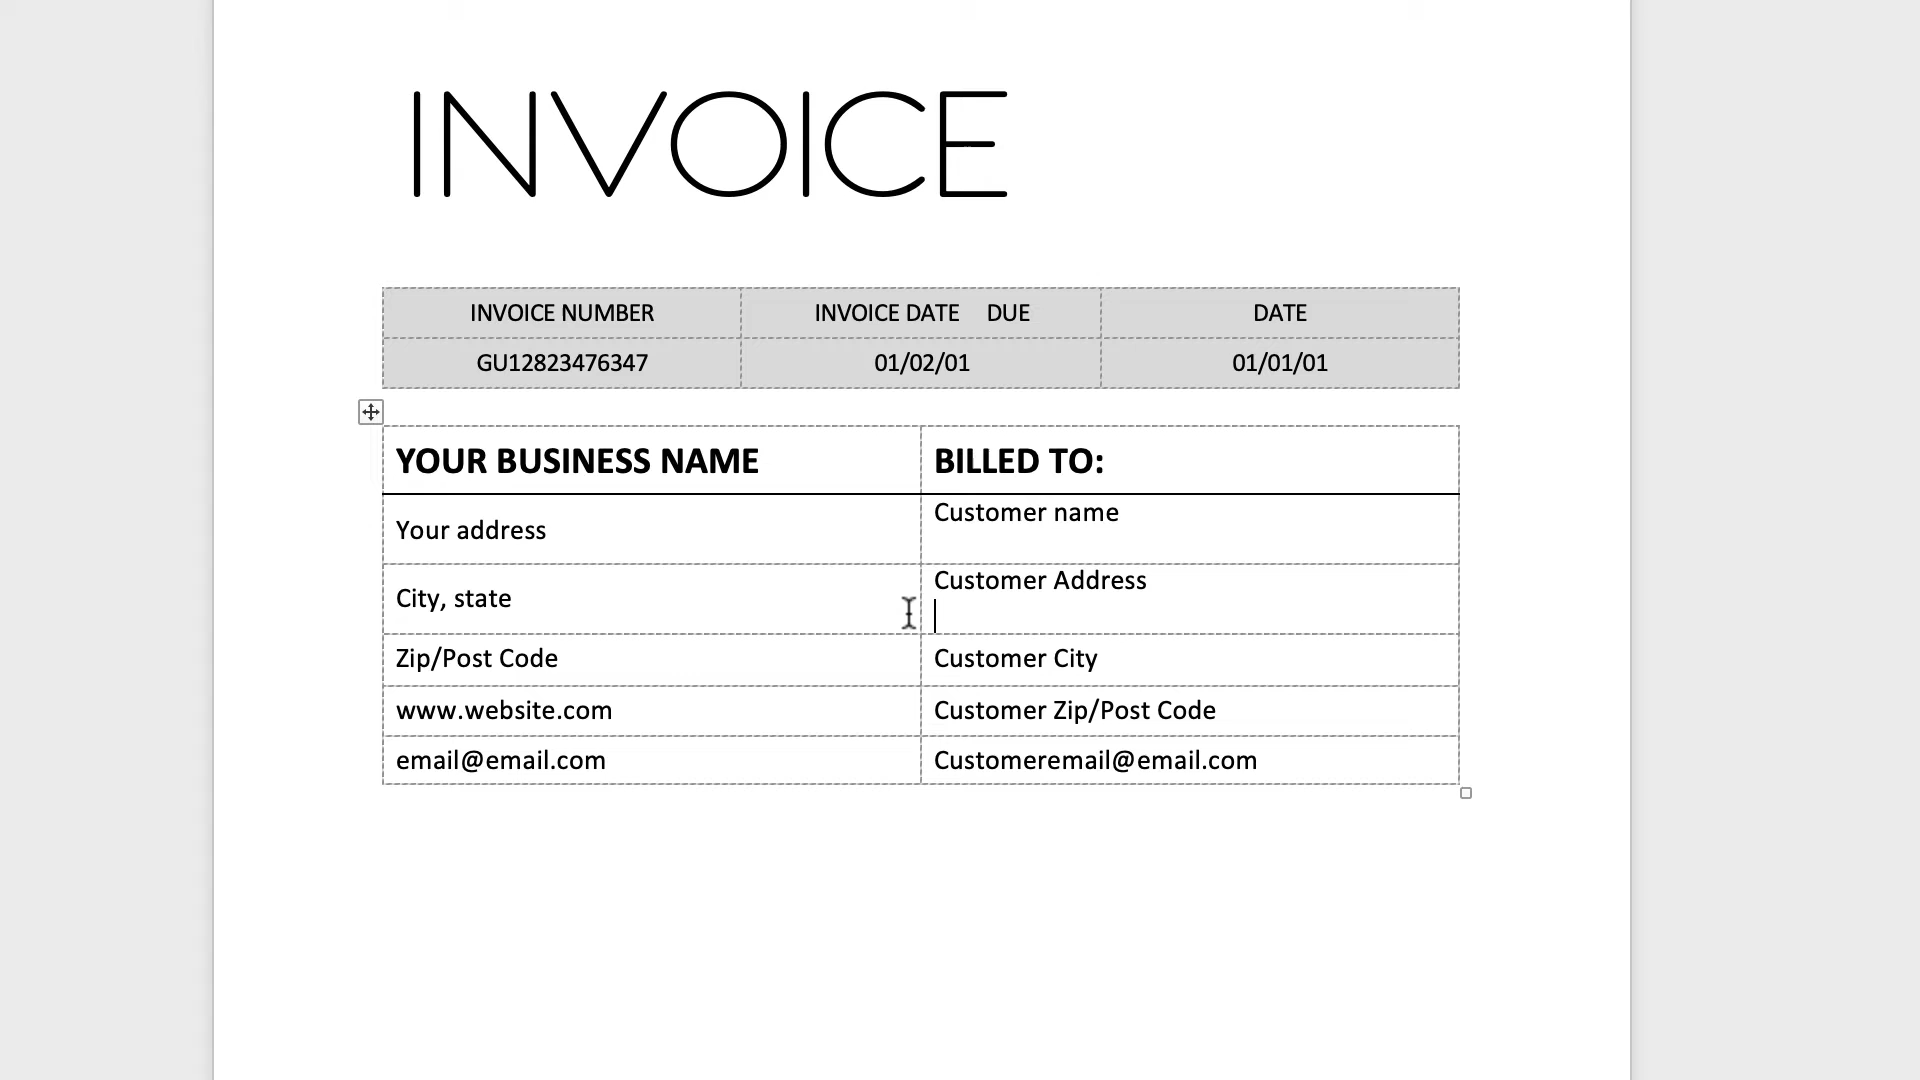 INVOICE
INVOICE NUMBER INVOICE DATE DUE DATE
GU12823476347 01/02/01 01/01/01
YOUR BUSINESS NAME BILLED TO:
Your address Customer name
City, state Customer Address
Zip/Post Code Customer City
www.website.com Customer Zip/Post Code
email@email.com Customeremail@email.com